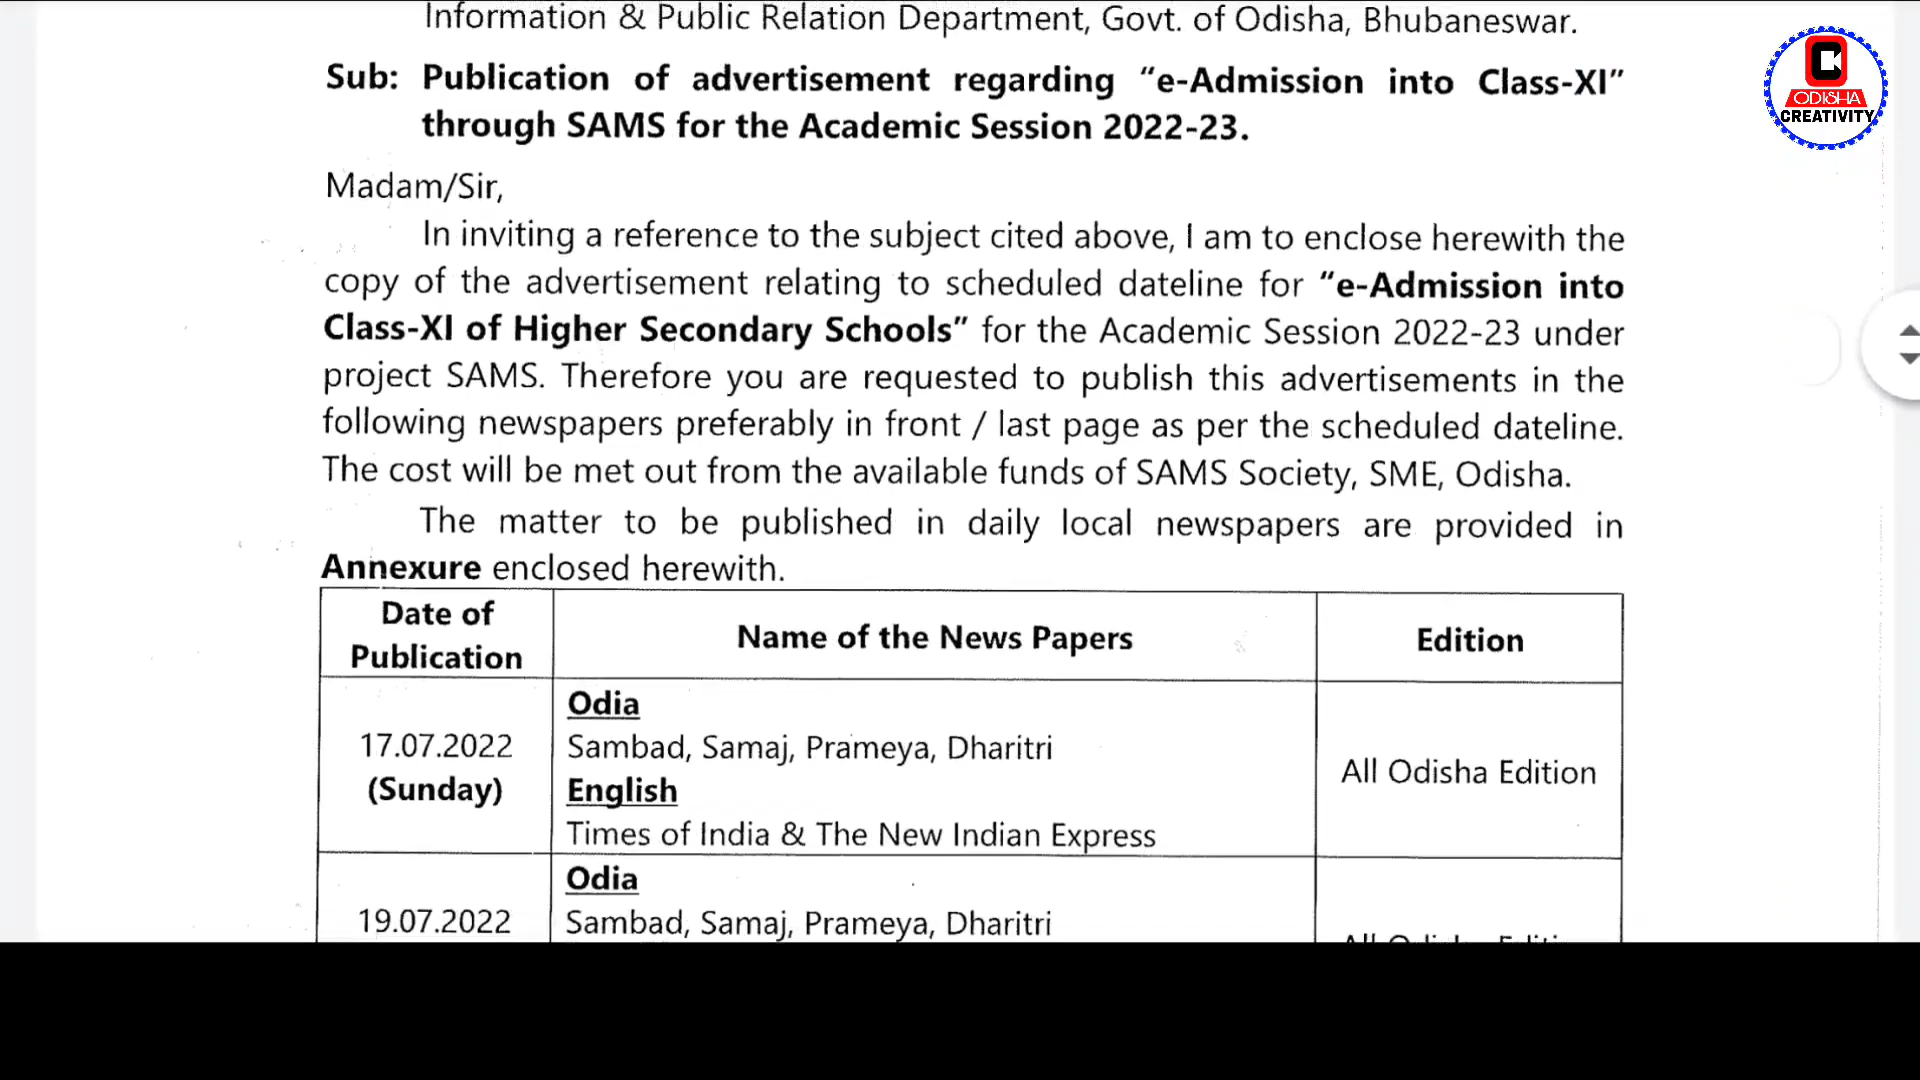 Information & Public Relation Department, Govt. of Odisha, Bhubaneswar.
Sub: Publication of advertisement regarding “e-Admission into Class-XI”
through SAMS for the Academic Session 2022-23.
Madam/Sir,
In inviting a reference to the subject cited above, I am to enclose herewith the
copy of the advertisement relating to scheduled dateline for “e-Admission into
Class-XI of Higher Secondary Schools” for the Academic Session 2022-23 under
project SAMS. Therefore you are requested to publish this advertisements in the
following newspapers preferably in front / last page as per the scheduled dateline.
The cost will be met out from the available funds of SAMS Society, SME, Odisha.
The matter to be published in daily local newspapers are provided in
Annexure enclosed herewith.
Date of
Publication
Name of the News Papers
Edition
17.07.2022
(Sunday)
Odia
Sambad, Samaj, Prameya, Dharitri
English
Times of India & The New Indian Express
All Odisha Edition
19.07.2022
Odia
Sambad, Samaj, Prameya, Dharitri
ODISHA
CREATIVITY